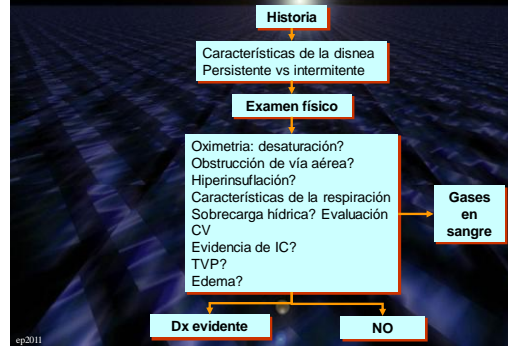 Historia
Características de la disnea
Persistente vs intermitente
Examen físico
Oximetria: desaturación?
Obstrucción de vía aérea?
Hiperinsuflación?
Características de la respiración
Sobrecarga hídrica? Evaluación
CV
Evidencia de IC?
TVP?
Edema?
Gases
en
sangre
Dx evidente
NO
ep2011